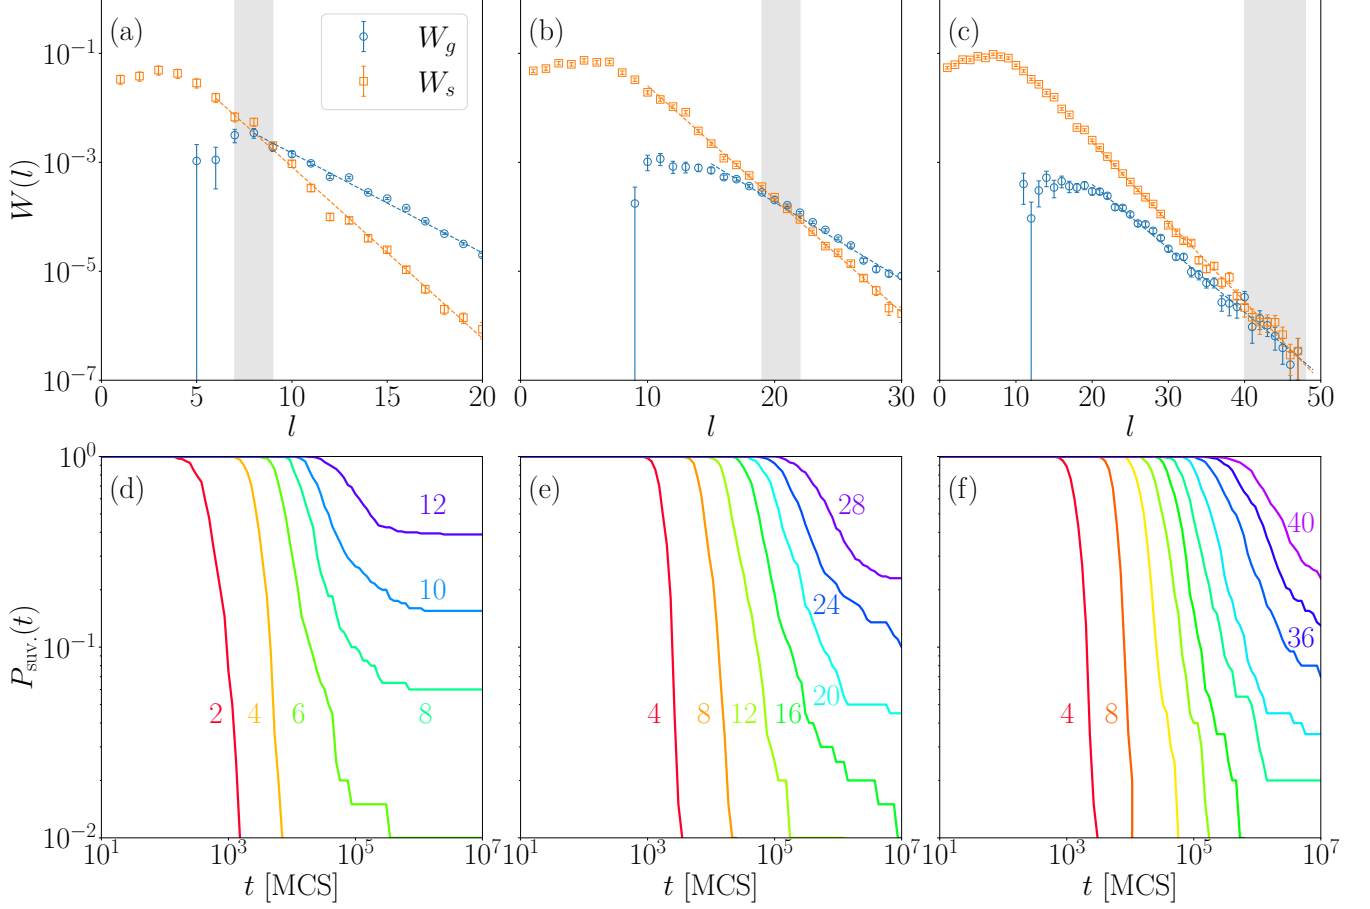 (a)
W_g
W_s
(b)
(c)
W(l)
10^{-1}
10^{-3}
10^{-5}
10^{-7}
0 5 10 15 20
0 10 20 30
0 10 20 30 40 50
l l l
(d)
12
10
8
2 4 6
(e)
28
24
20
4 8 12 16
(f)
40
36
4 8
P_{suv.}(t)
10^0
10^{-1}
10^{-2}
10^1 10^3 10^5 10^7
10^1 10^3 10^5 10^7
10^1 10^3 10^5 10^7
t [MCS] t [MCS] t [MCS]